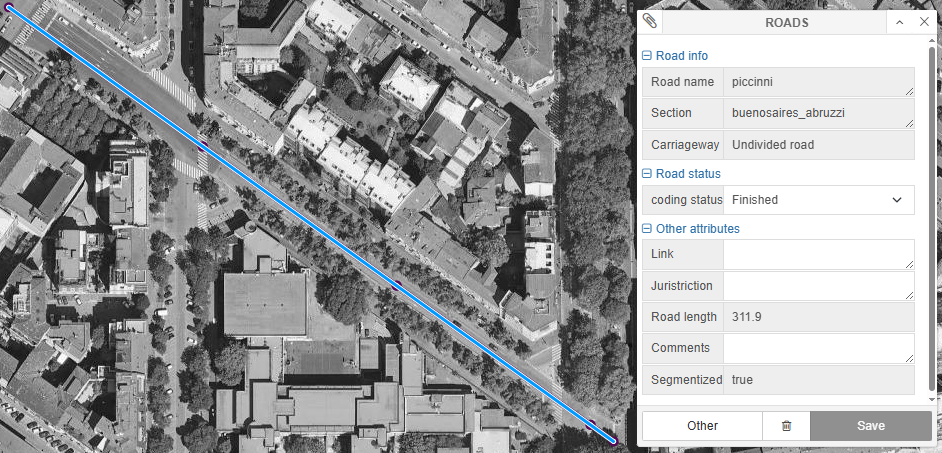 ROADS
Road info
Road name piccinni
Section buenosaires_abruzzi
Carriageway Undivided road
Road status
coding status Finished
Other attributes
Link
Juristriction
Road length 311.9
Comments
Segmentized true
Other Save